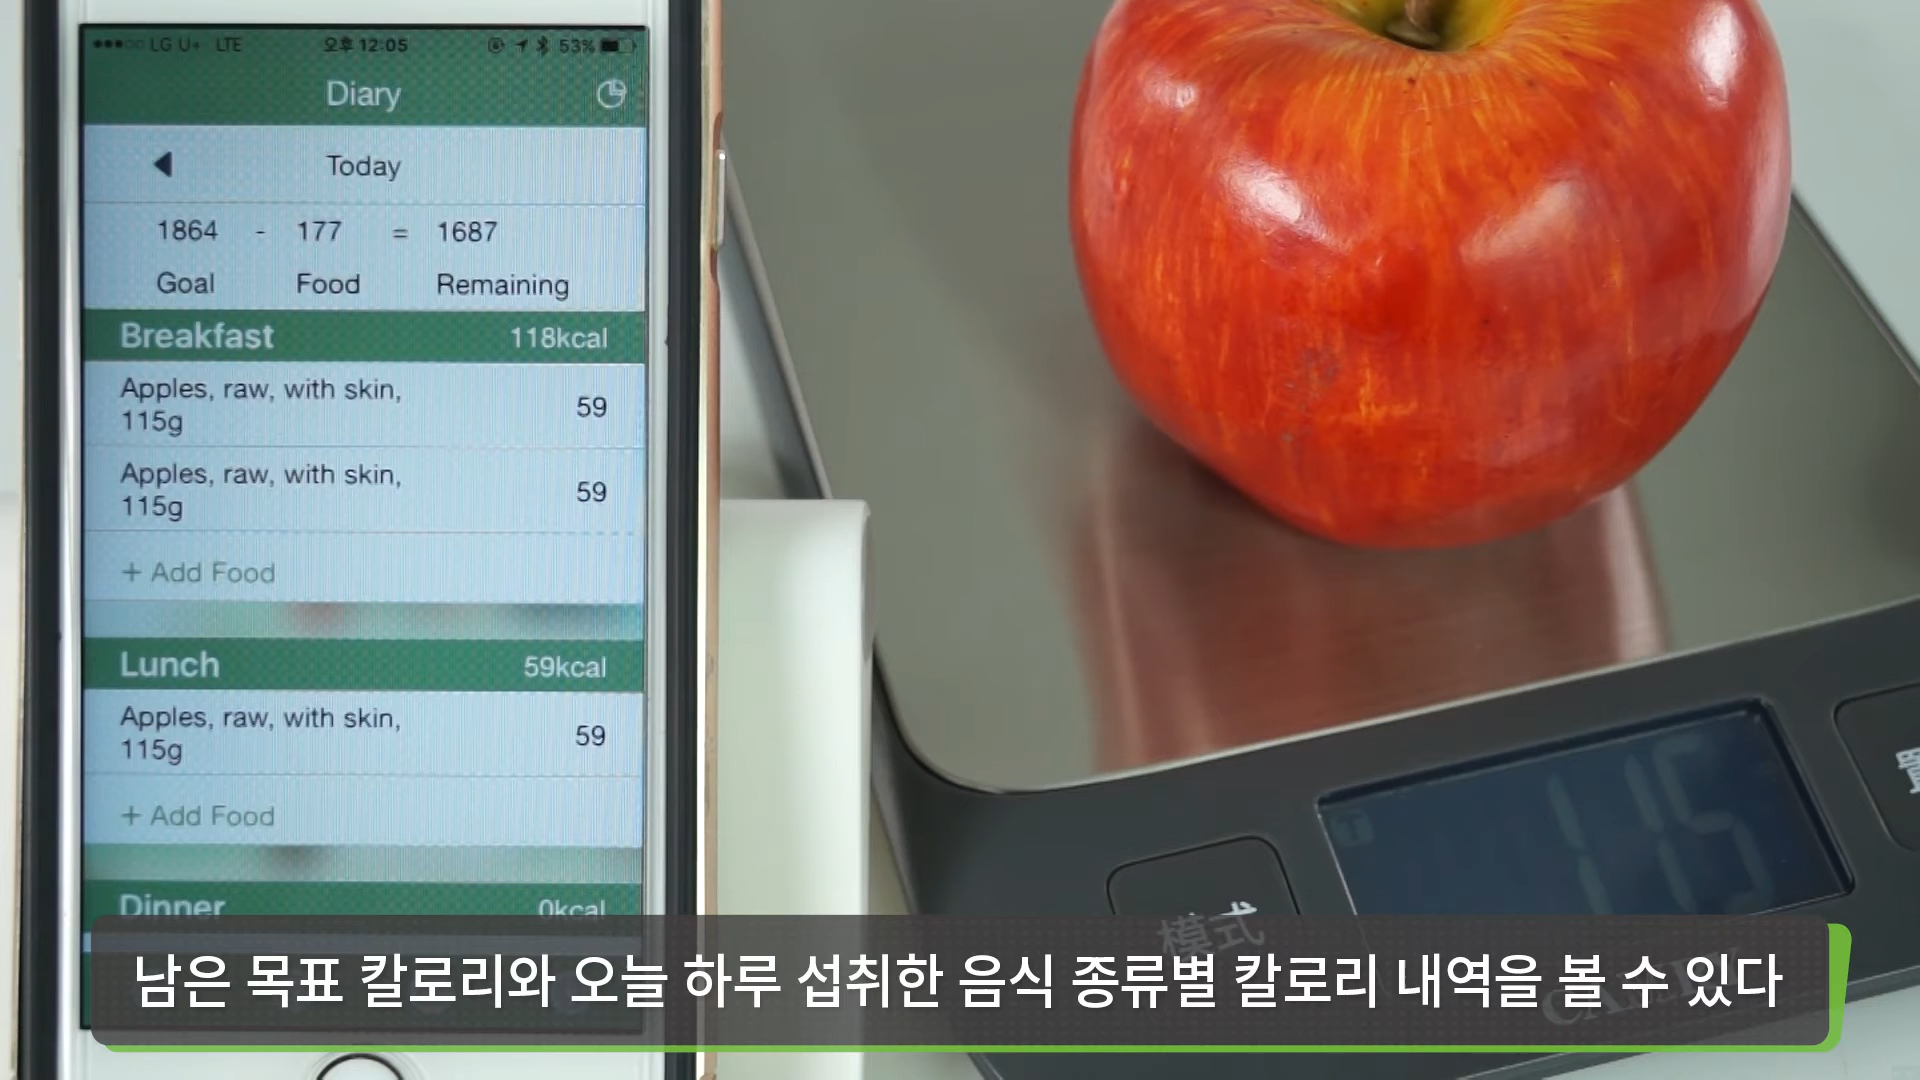 LG U+ LTE 오후 12:05 53%
Diary
Today
1864 - 177 = 1687
Goal Food Remaining
Breakfast 118kcal
Apples, raw, with skin,
115g 59
Apples, raw, with skin,
115g 59
+ Add Food
Lunch 59kcal
Apples, raw, with skin,
115g 59
+ Add Food
Dinner 0kcal
115
模式
남은 목표 칼로리와 오늘 하루 섭취한 음식 종류별 칼로리 내역을 볼 수 있다